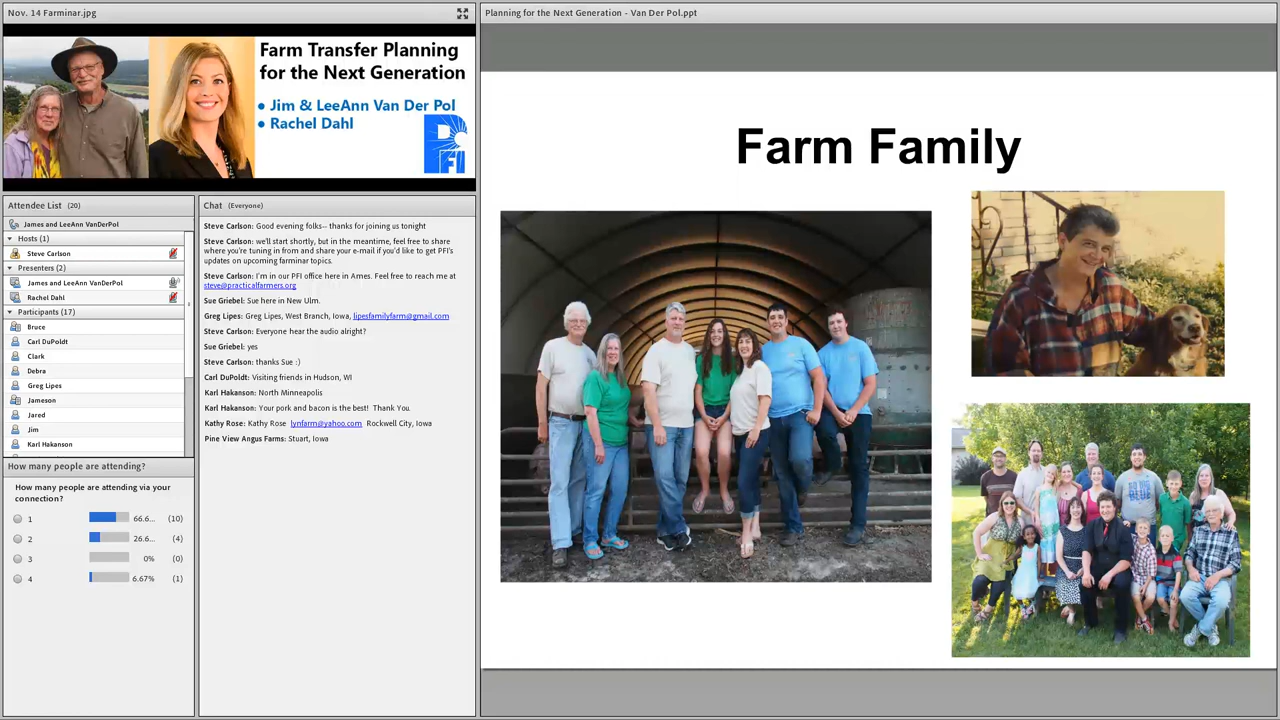 Nov. 14 Farminar.jpg
Farm Transfer Planning
for the Next Generation
• Jim & LeeAnn Van Der Pol
• Rachel Dahl
PFI
Attendee List (20)
James and LeeAnn VanDerPol
Hosts (1)
Steve Carlson
Presenters (2)
James and LeeAnn VanDerPol
Rachel Dahl
Participants (17)
Bruce
Carl DuPoldt
Clark
Debra
Greg Lipes
Jameson
Jared
Jim
Karl Hakanson
How many people are attending?
How many people are attending via your
connection?
1 66.6... (10)
2 26.6... (4)
3 0% (0)
4 6.67% (1)
Chat (Everyone)
Steve Carlson: Good evening folks-- thanks for joining us tonight
Steve Carlson: we'll start shortly, but in the meantime, feel free to share
where you're tuning in from and share your e-mail if you'd like to get PFI's
updates on upcoming farminar topics.
Steve Carlson: I'm in our PFI office here in Ames. Feel free to reach me at
steve@practicalfarmers.org
Sue Griebel: Sue here in New Ulm.
Greg Lipes: Greg Lipes, West Branch, Iowa, lipesfamilyfarm@gmail.com
Steve Carlson: Everyone hear the audio alright?
Sue Griebel: yes
Steve Carlson: thanks Sue :)
Carl DuPoldt: Visiting friends in Hudson, WI
Karl Hakanson: North Minneapolis
Karl Hakanson: Your pork and bacon is the best! Thank You.
Kathy Rose: Kathy Rose lynfarm@yahoo.com Rockwell City, Iowa
Pine View Angus Farms: Stuart, Iowa
Planning for the Next Generation - Van Der Pol.ppt
Farm Family